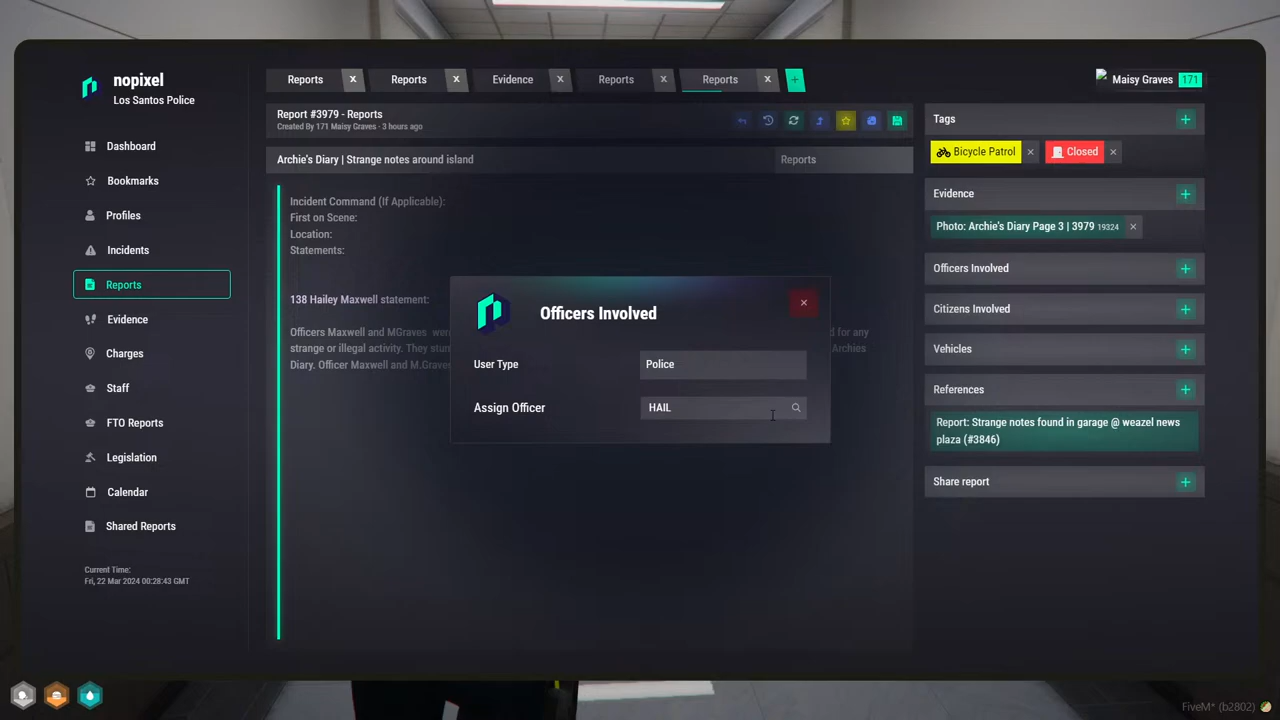 nopixel
Los Santos Police
Dashboard
Bookmarks
Profiles
Incidents
Reports
Evidence
Charges
Staff
FTO Reports
Legislation
Calendar
Shared Reports
Current Time:
Fri, 22 Mar 2024 00:28:43 GMT
Reports x Reports x Evidence x Reports x Reports x +
Maisy Graves 171
Report #3979 - Reports
Created By 171 Maisy Graves - 3 hours ago
Archie's Diary | Strange notes around island Reports
Incident Command (If Applicable):
First on Scene:
Location:
Statements:
138 Hailey Maxwell statement:
Officers Maxwell and MGraves were d for any
strange or illegal activity. They stum Archies
Diary. Officer Maxwell and M.Graves
Officers Involved
x
User Type Police
Assign Officer HAIL
Tags +
Bicycle Patrol x Closed x
Evidence +
Photo: Archie's Diary Page 3 | 3979 19324 x
Officers Involved +
Citizens Involved +
Vehicles +
References +
Report: Strange notes found in garage @ weazel news
plaza (#3846)
Share report +
FiveM* (b2802)